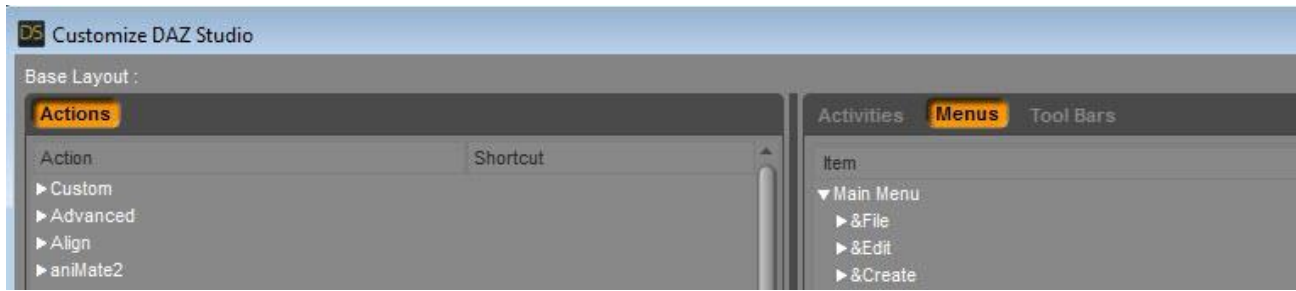 DS Customize DAZ Studio
Base Layout :
Actions
Action Shortcut
Custom
Advanced
Align
aniMate2
Activities Menus Tool Bars
Item
Main Menu
&File
&Edit
&Create